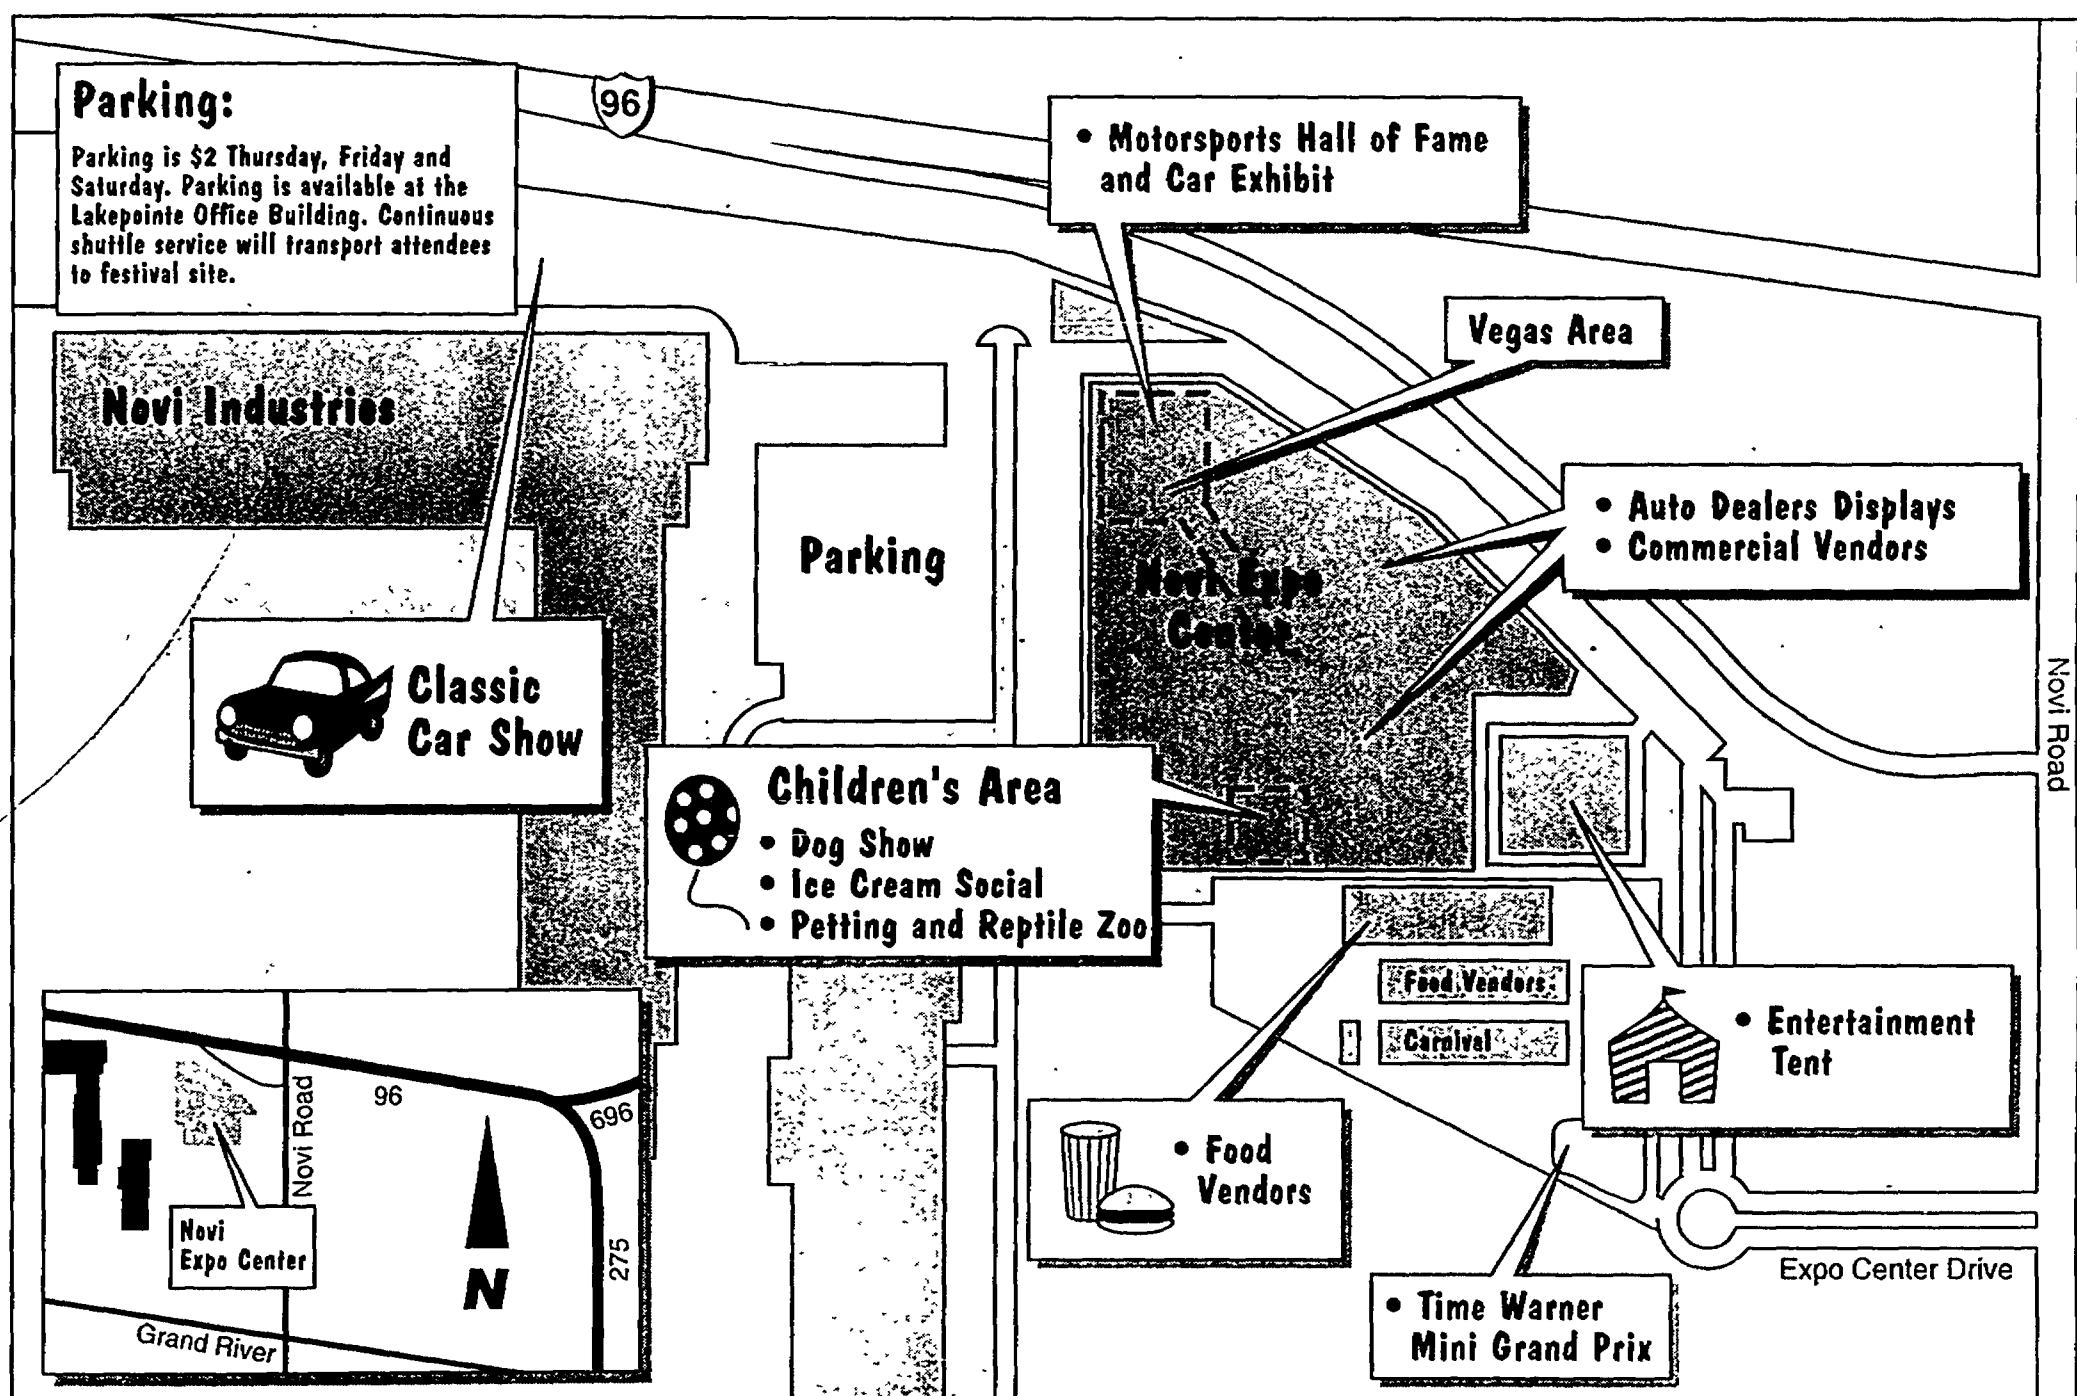 Parking:
Parking is $2 Thursday, Friday and
Saturday. Parking is available at the
Lakepointe Office Building. Continuous
shuttle service will transport attendees
to festival site.
96
• Motorsports Hall of Fame
and Car Exhibit
Vegas Area
Novi Industries
• Auto Dealers Displays
• Commercial Vendors
Parking
Novi Expo
Center
Classic
Car Show
Novi Road
Children's Area
• Dog Show
• Ice Cream Social
• Petting and Reptile Zoo
Food Vendors
Carnival
• Entertainment
Tent
• Food
Vendors
• Time Warner
Mini Grand Prix
Expo Center Drive
96
696
Novi Road
275
Novi
Expo Center
N
Grand River